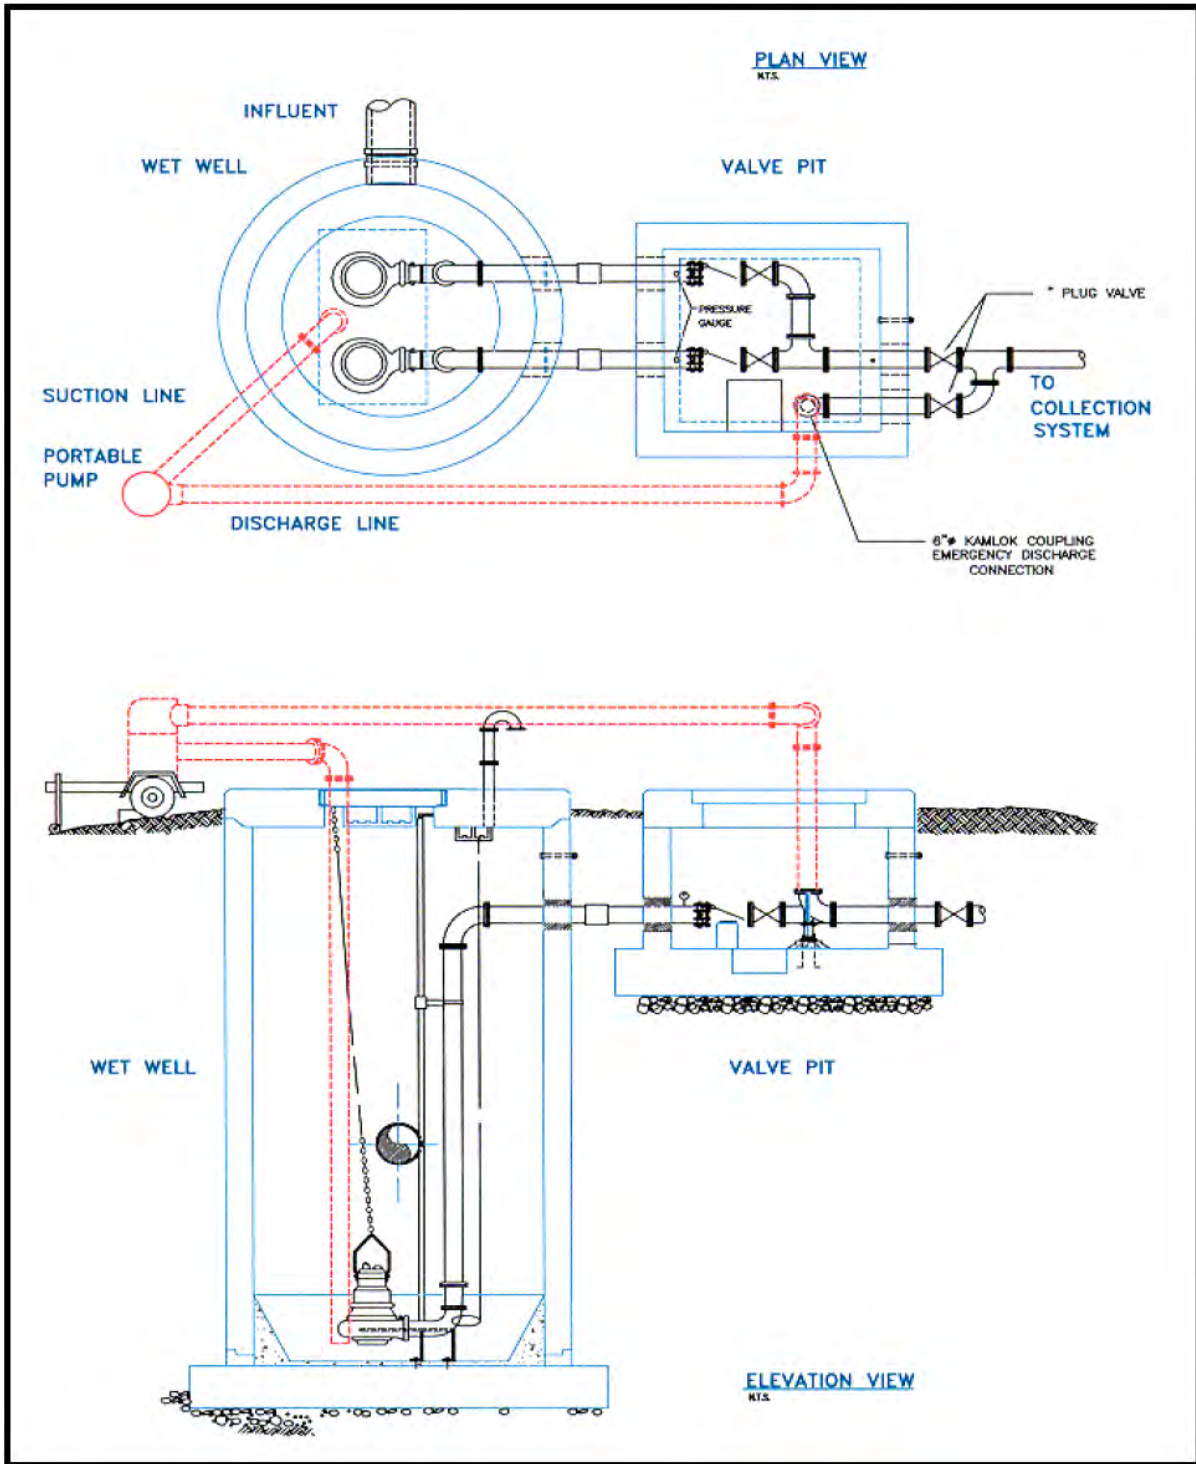 PLAN VIEW
N.T.S.
INFLUENT
WET WELL
VALVE PIT
" PLUG VALVE
PRESSURE
GAUGE
SUCTION LINE
TO
COLLECTION
SYSTEM
PORTABLE
PUMP
DISCHARGE LINE
6"ø KAMLOK COUPLING
EMERGENCY DISCHARGE
CONNECTION
WET WELL
VALVE PIT
ELEVATION VIEW
N.T.S.